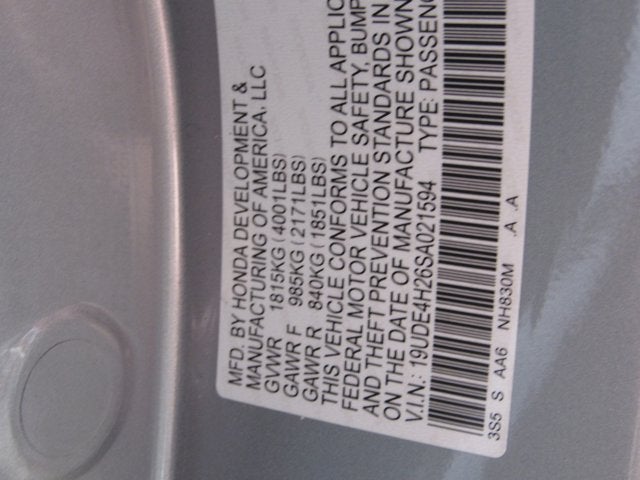 MFD. BY HONDA DEVELOPMENT &
MANUFACTURING OF AMERICA, LLC
GVWR 1815KG (4001LBS)
GAWR F 985KG (2171LBS)
GAWR R 840KG (1851LBS)
THIS VEHICLE CONFORMS TO ALL APPLIC
FEDERAL MOTOR VEHICLE SAFETY, BUMP
AND THEFT PREVENTION STANDARDS IN
ON THE DATE OF MANUFACTURE SHOWN
V.I.N.: 19UDE4H26SA021594 TYPE: PASSENG
3S5 S AA6 NH830M .A .A